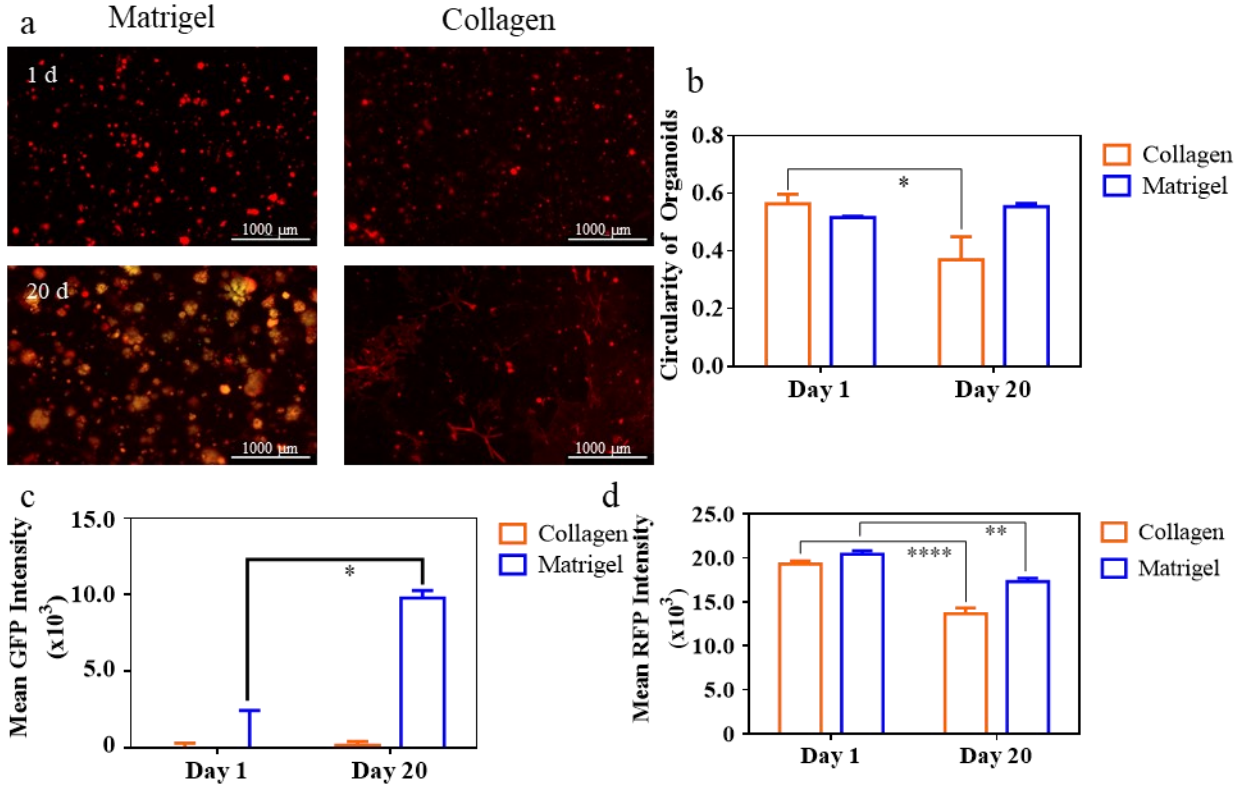 a
Matrigel
Collagen
1 d
1000 μm
1000 μm
20 d
1000 μm
1000 μm
b
Circularity of Organoids
0.8
0.6
0.4
0.2
0.0
*
Day 1
Day 20
Collagen
Matrigel
c
Mean GFP Intensity
(x10³)
15.0
10.0
5.0
0
*
Day 1
Day 20
Collagen
Matrigel
d
Mean RFP Intensity
(x10³)
25.0
20.0
15.0
10.0
5.0
0
****
**
Day 1
Day 20
Collagen
Matrigel